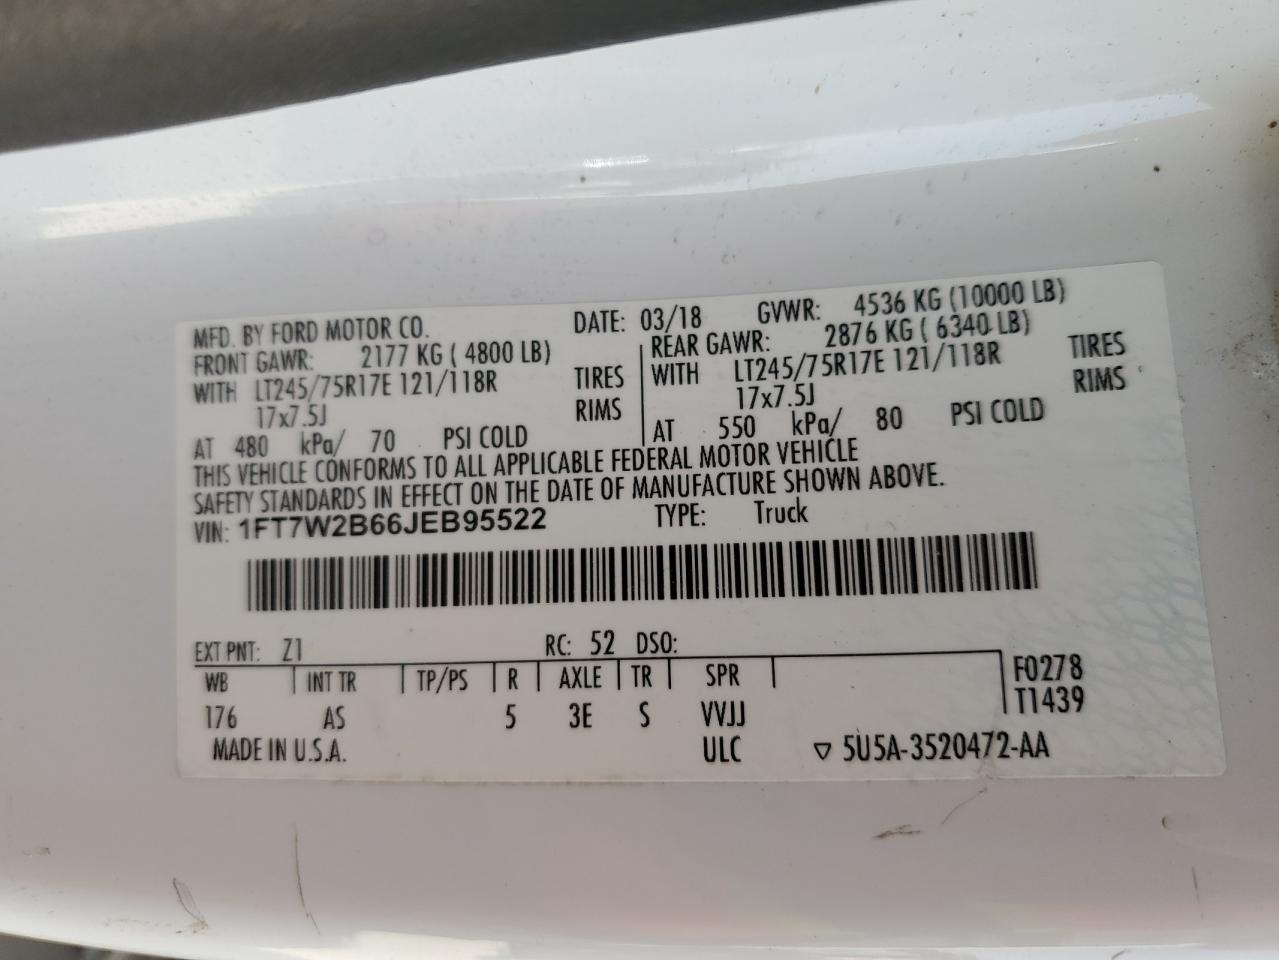 MFD. BY FORD MOTOR CO. DATE: 03/18 GVWR: 4536 KG (10000 LB)
FRONT GAWR: 2177 KG ( 4800 LB) REAR GAWR: 2876 KG ( 6340 LB)
WITH LT245/75R17E 121/118R TIRES WITH LT245/75R17E 121/118R TIRES
17x7.5J RIMS 17x7.5J RIMS
AT 480 kPa/ 70 PSI COLD AT 550 kPa/ 80 PSI COLD
THIS VEHICLE CONFORMS TO ALL APPLICABLE FEDERAL MOTOR VEHICLE
SAFETY STANDARDS IN EFFECT ON THE DATE OF MANUFACTURE SHOWN ABOVE.
VIN: 1FT7W2B66JEB95522 TYPE: Truck
EXT PNT: Z1 RC: 52 DSO:
WB INT TR TP/PS R AXLE TR SPR F0278
176 AS 5 3E S VVJJ T1439
MADE IN U.S.A. ULC ▽ 5U5A-3520472-AA